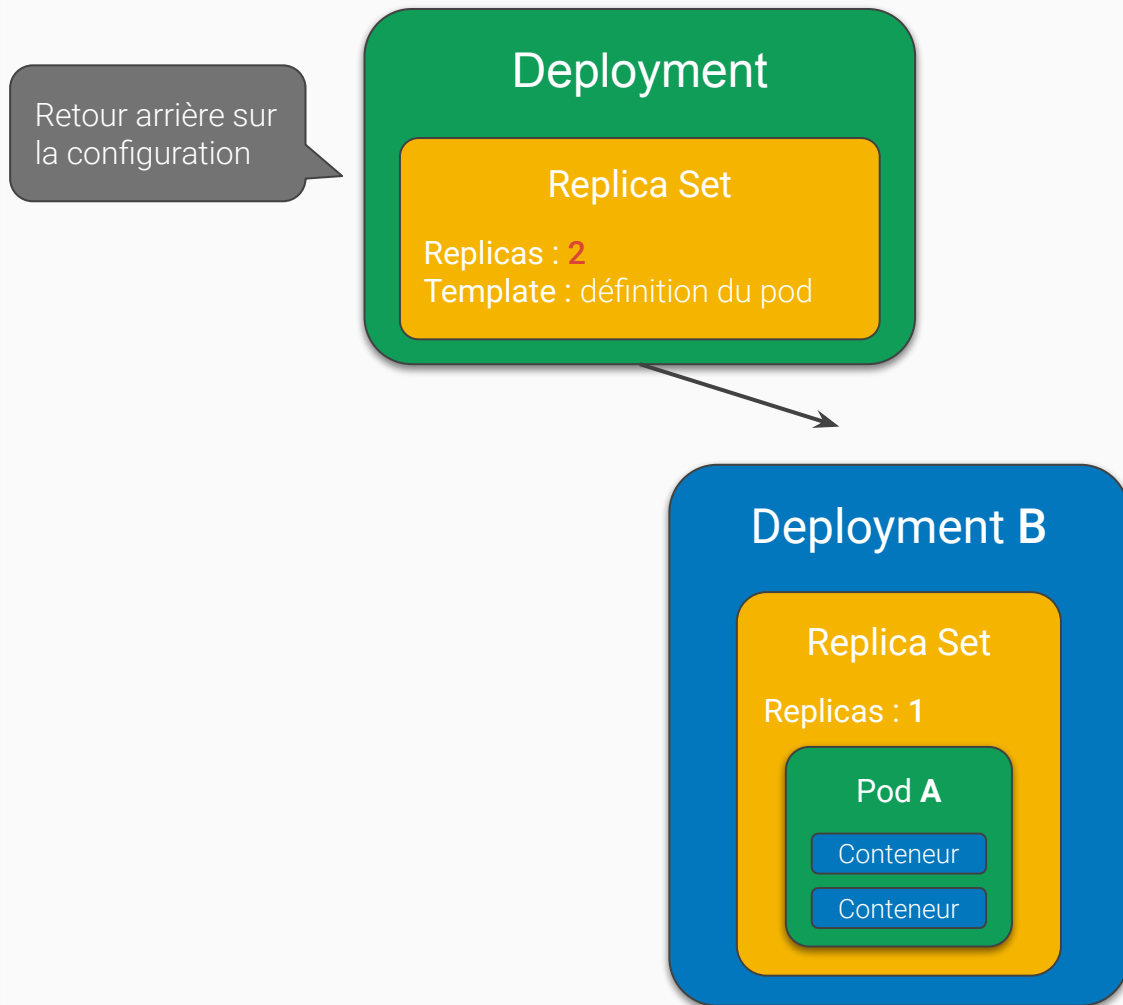 Deployment
Retour arrière sur
la configuration
Replica Set
Replicas : 2
Template : définition du pod
Deployment B
Replica Set
Replicas : 1
Pod A
Conteneur
Conteneur